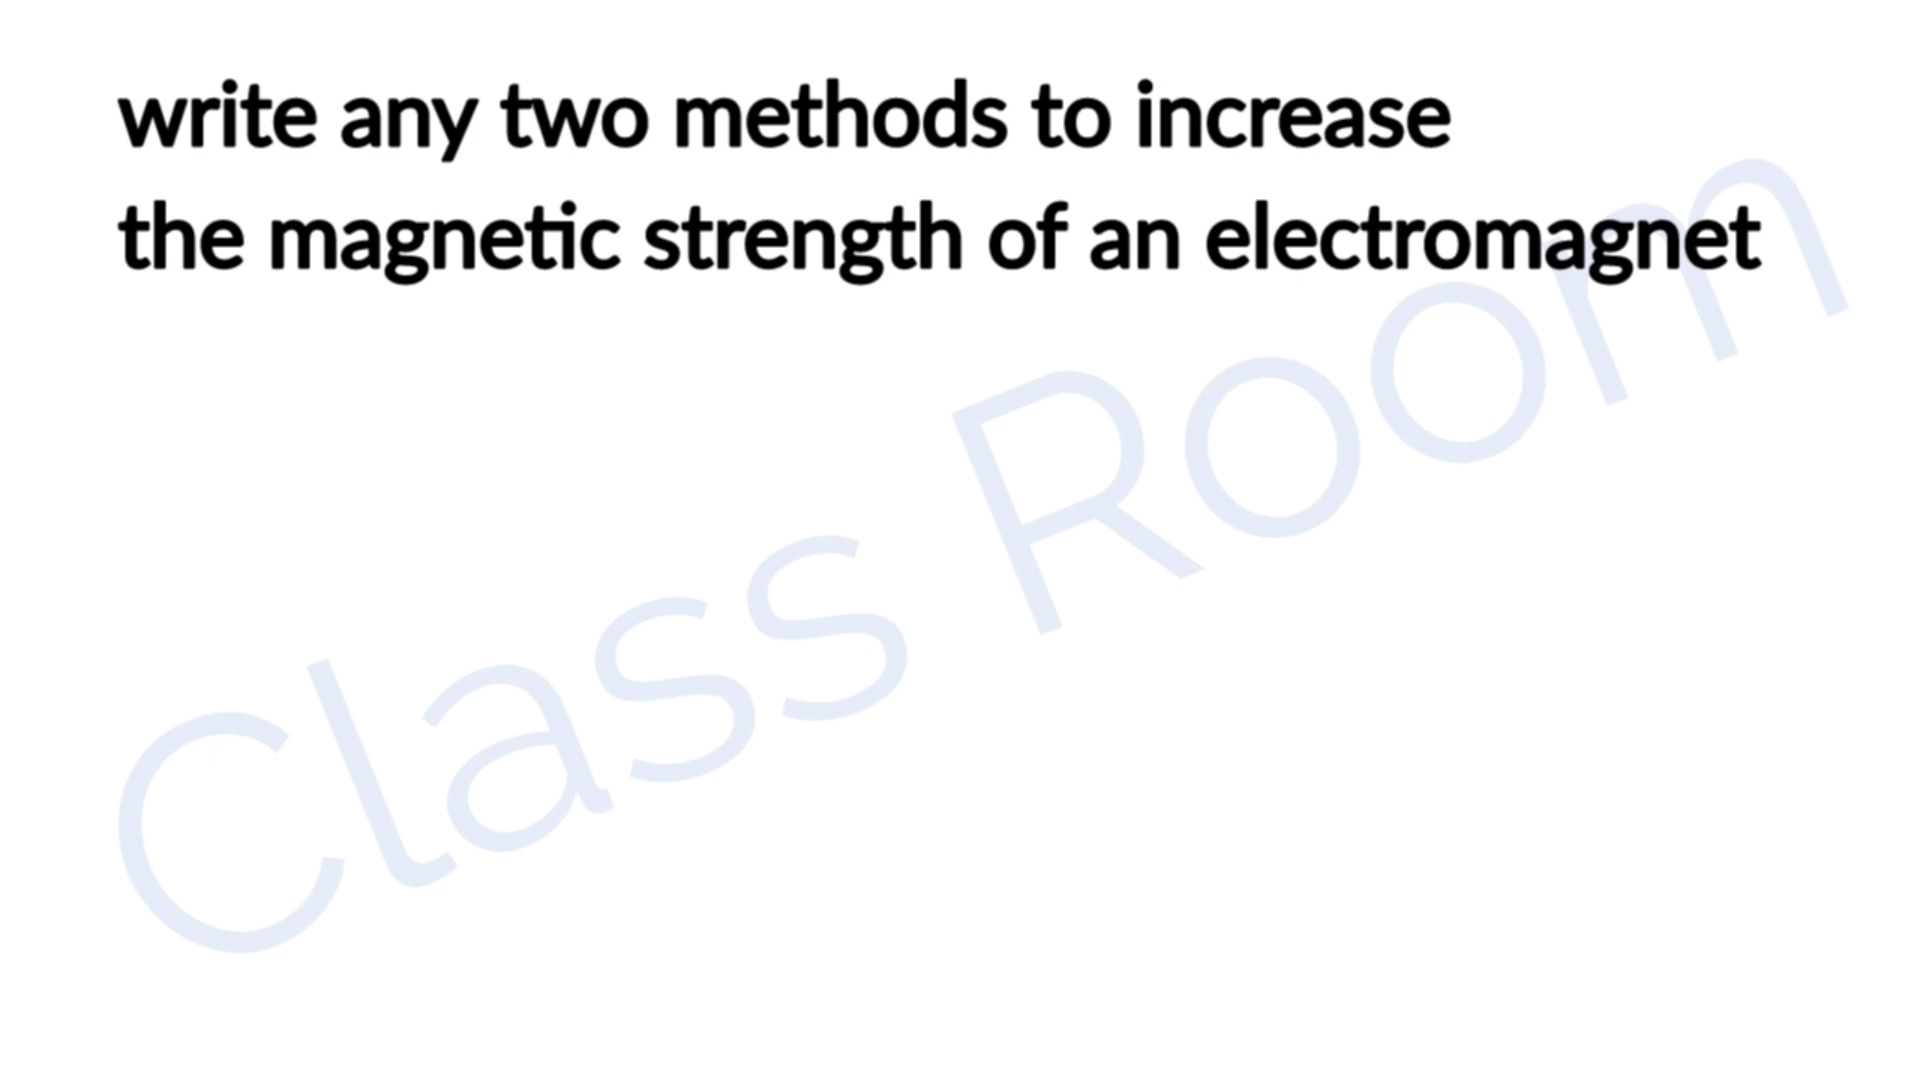 write any two methods to increase
the magnetic strength of an electromagnet
Class Room